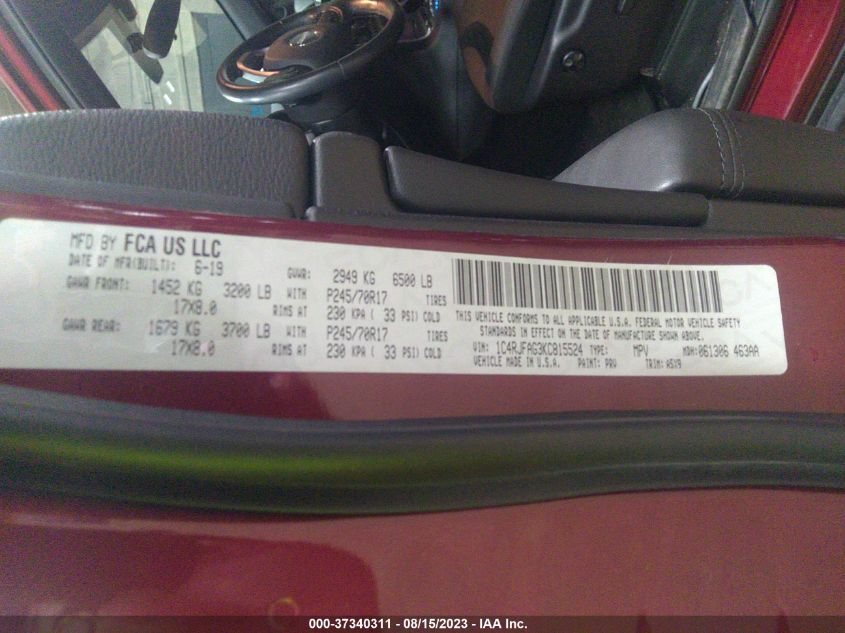 MFD BY FCA US LLC
DATE OF MFR(BUILT): 6-19 GVWR: 2949 KG 6500 LB
GAWR FRONT: 1452 KG 3200 LB WITH P245/70R17 TIRES
17X8.0 RIMS AT 230 KPA ( 33 PSI) COLD
GAWR REAR: 1679 KG 3700 LB WITH P245/70R17 TIRES
17X8.0 RIMS AT 230 KPA ( 33 PSI) COLD
THIS VEHICLE CONFORMS TO ALL APPLICABLE U.S.A. FEDERAL MOTOR VEHICLE SAFETY
STANDARDS IN EFFECT ON THE DATE OF MANUFACTURE SHOWN ABOVE.
VIN: 1C4RJFAG3KC815524 TYPE: MPV MDH: 061306 463AA
VEHICLE MADE IN U.S.A. PAINT: PRV TRIM: A5X9
000-37340311 - 08/15/2023 - IAA Inc.